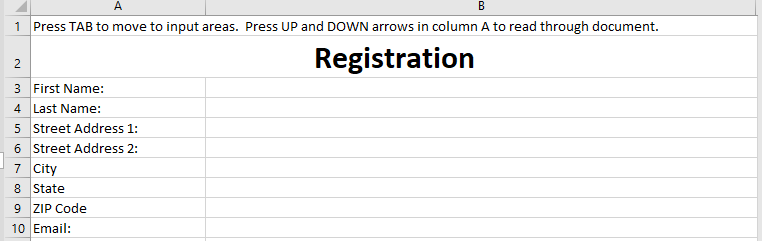 A B
1 Press TAB to move to input areas.  Press UP and DOWN arrows in column A to read through document.
2 Registration
3 First Name:
4 Last Name:
5 Street Address 1:
6 Street Address 2:
7 City
8 State
9 ZIP Code
10 Email: